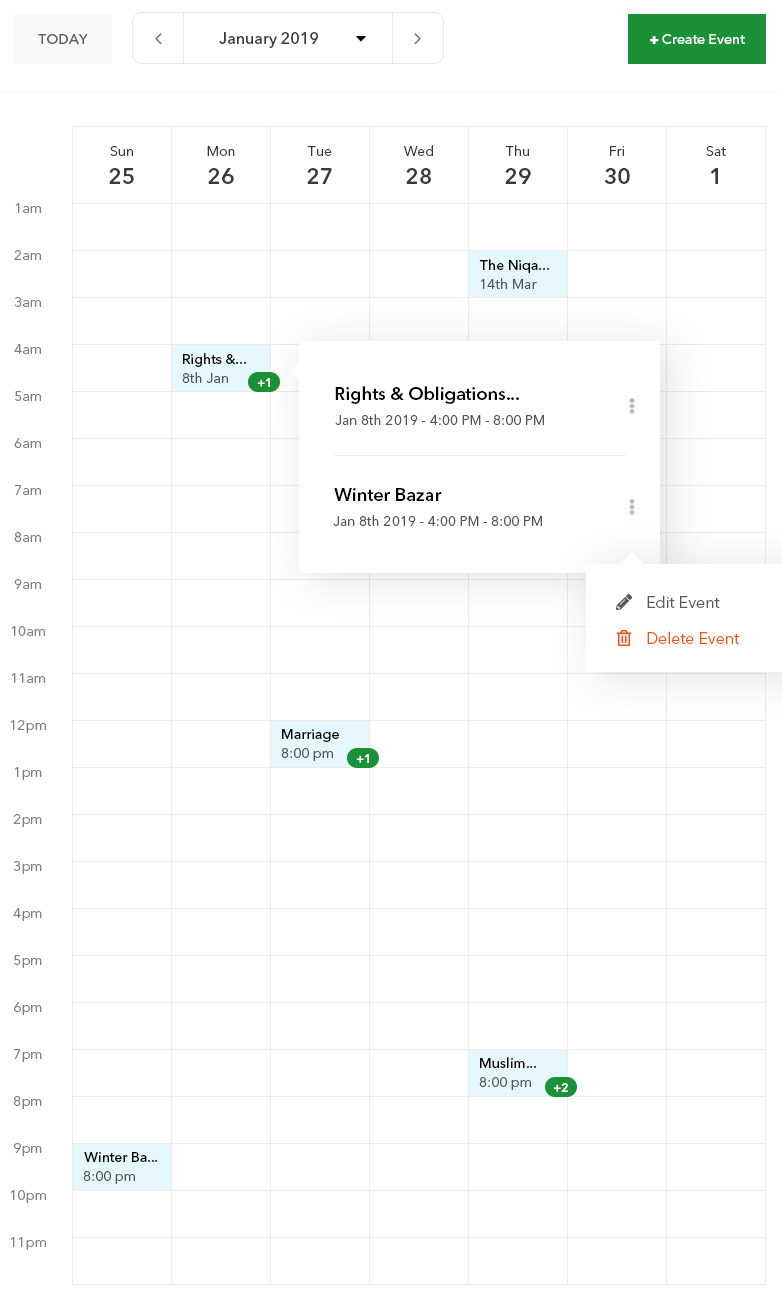 TODAY
January 2019
+ Create Event
Sun Mon Tue Wed Thu Fri Sat
25 26 27 28 29 30 1
1am
2am
The Niqa...
14th Mar
3am
4am
Rights &...
8th Jan
+1
Rights & Obligations...
Jan 8th 2019 - 4:00 PM - 8:00 PM
5am
6am
7am
Winter Bazar
Jan 8th 2019 - 4:00 PM - 8:00 PM
8am
9am
Edit Event
10am
Delete Event
11am
12pm
Marriage
8:00 pm
+1
1pm
2pm
3pm
4pm
5pm
6pm
7pm
Muslim...
8:00 pm
+2
8pm
9pm
Winter Ba...
8:00 pm
10pm
11pm